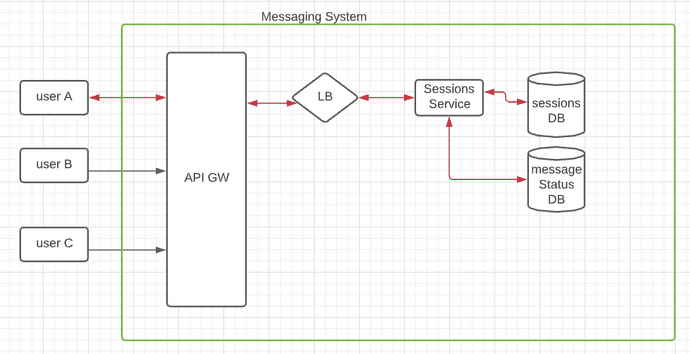 Messaging System
user A
user B
user C
API GW
LB
Sessions
Service
sessions
DB
message
Status
DB